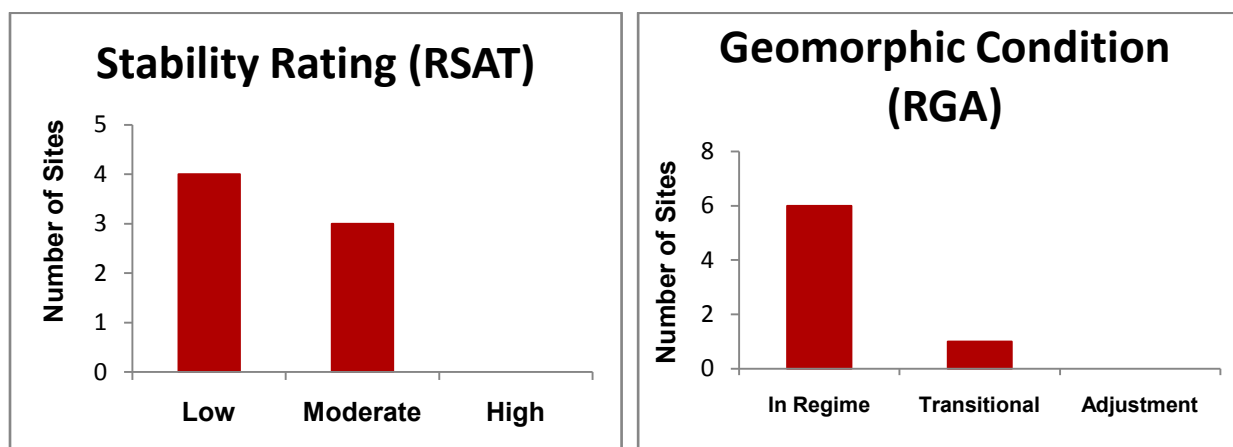 Stability Rating (RSAT)
Number of Sites
5
4
3
2
1
0
Low Moderate High
Geomorphic Condition
(RGA)
Number of Sites
8
6
4
2
0
In Regime Transitional Adjustment